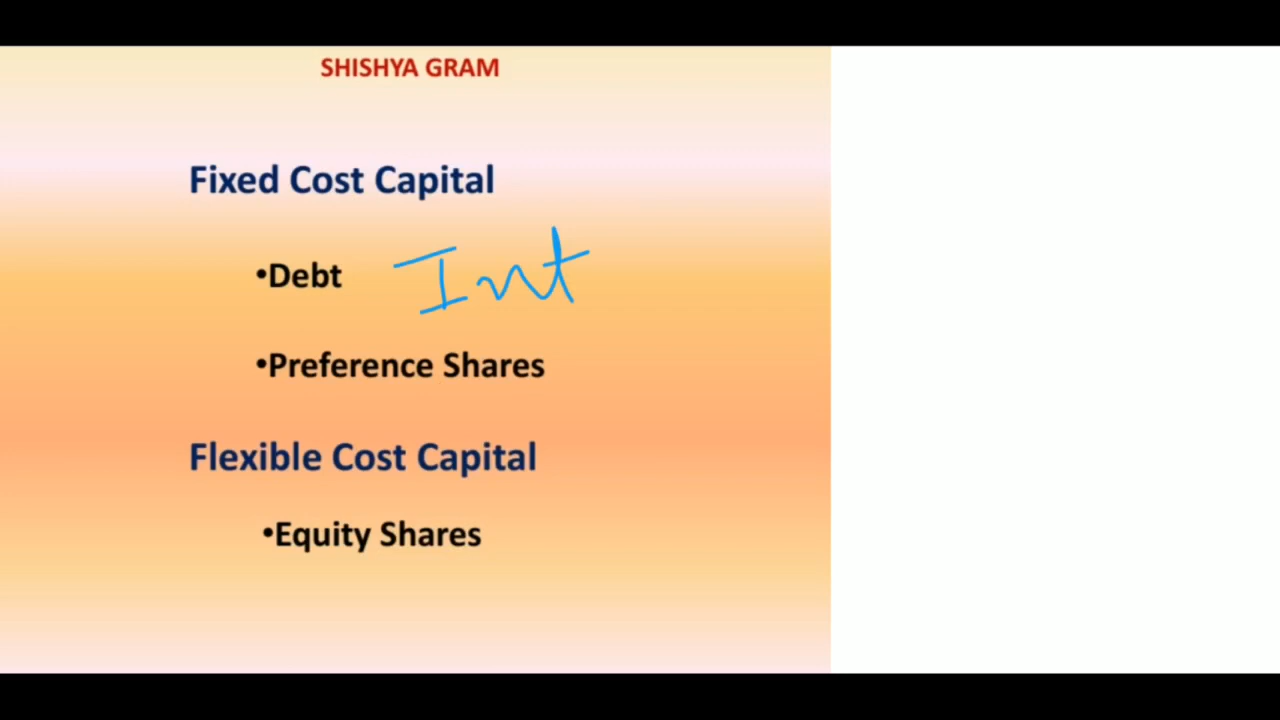 SHISHYA GRAM
Fixed Cost Capital
•Debt Int
•Preference Shares
Flexible Cost Capital
•Equity Shares